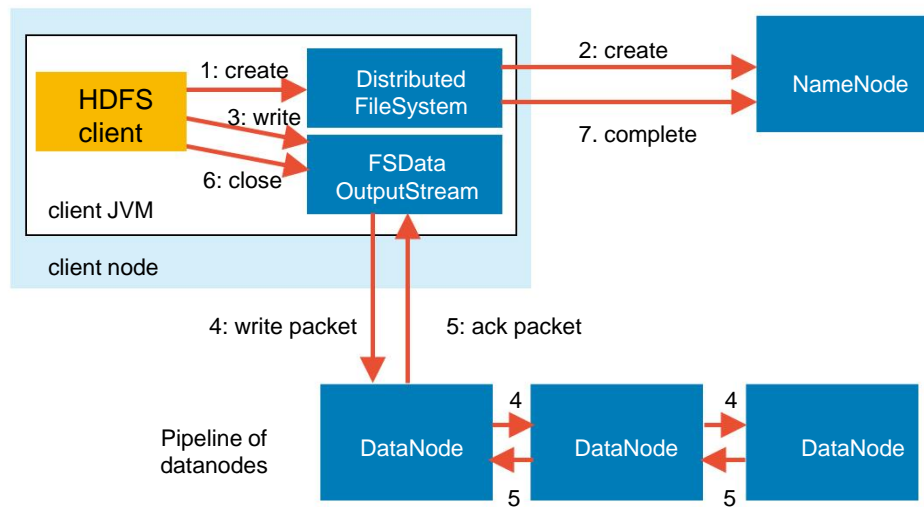 2: create
1: create
Distributed
FileSystem
NameNode
HDFS
client
3: write
7. complete
FSData
OutputStream
6: close
client JVM
client node
4: write packet
5: ack packet
4
4
Pipeline of
datanodes
DataNode
DataNode
DataNode
5
5